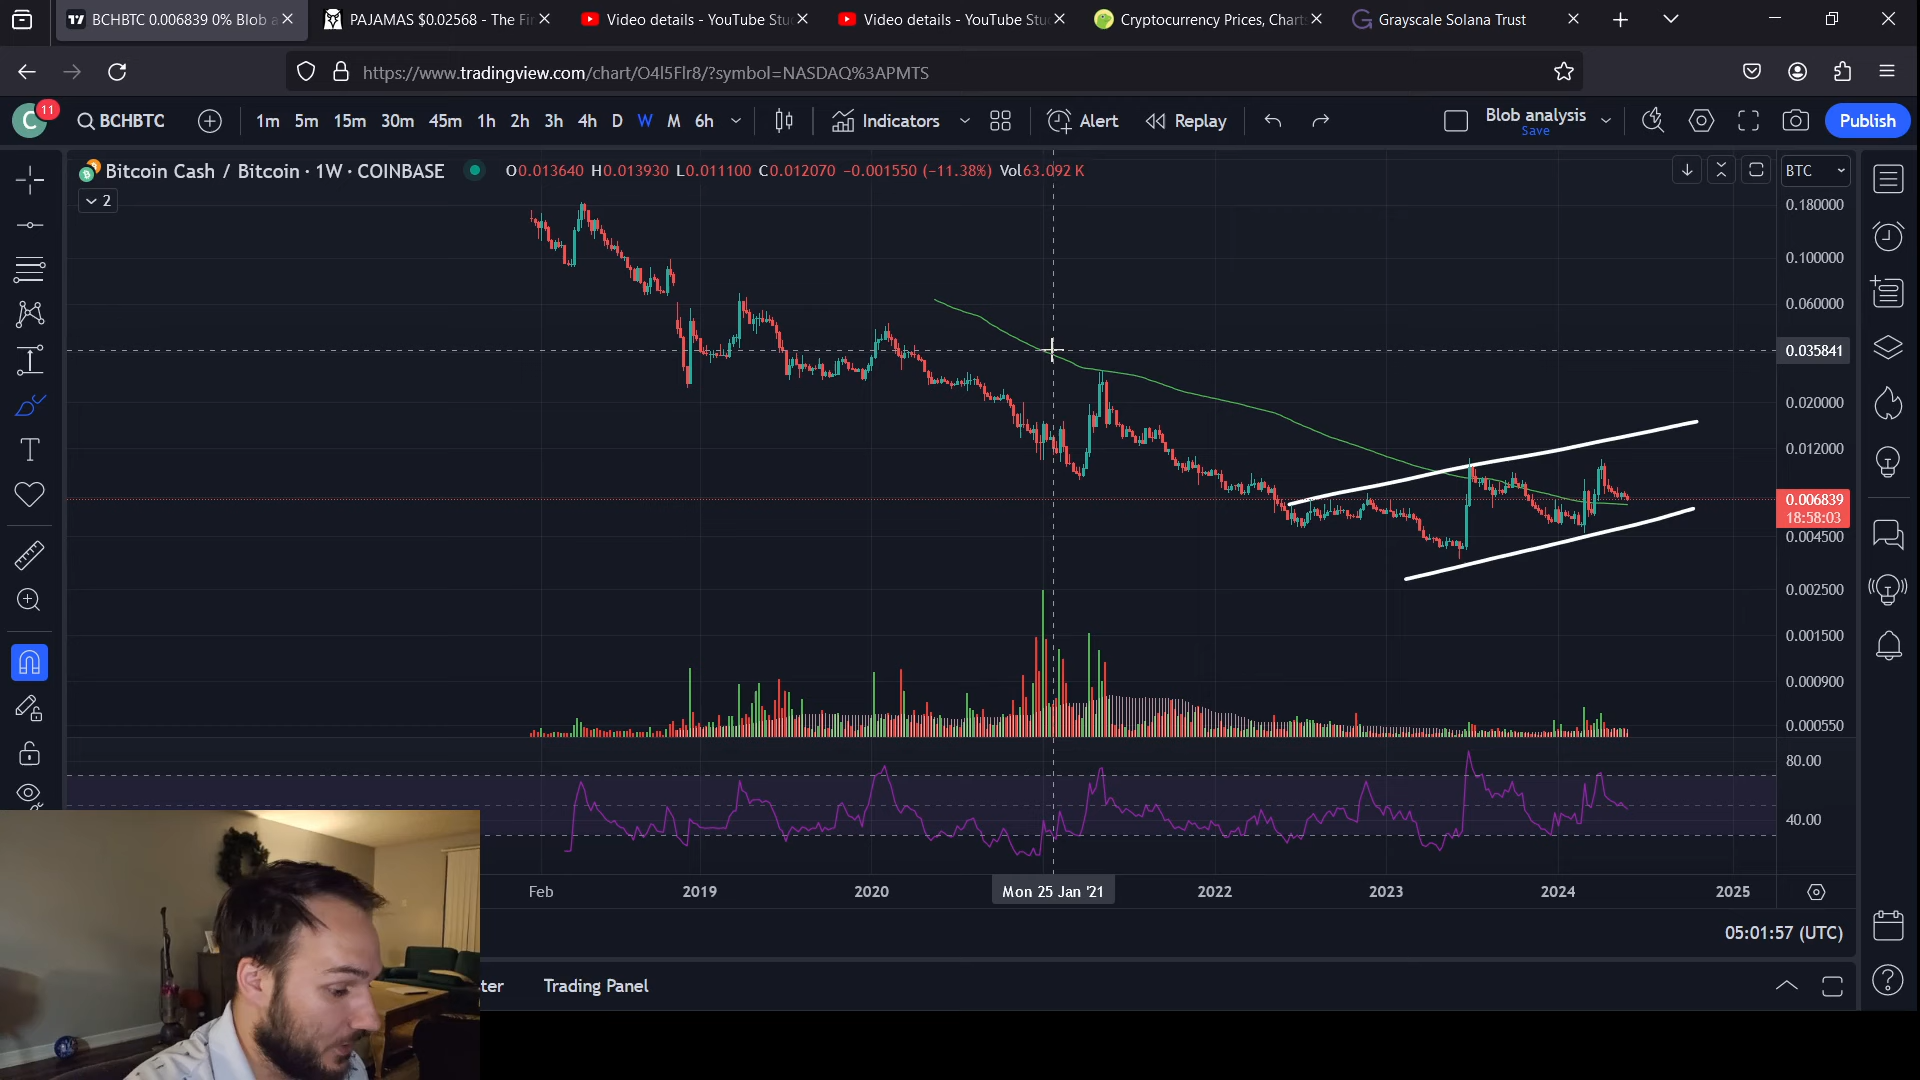 BCHBTC 0.006839 0% Blob a
PAJAMAS $0.02568 - The Fi
Video details - YouTube Stu
Video details - YouTube Stu
Cryptocurrency Prices, Chart
Grayscale Solana Trust
https://www.tradingview.com/chart/O4l5Flr8/?symbol=NASDAQ%3APMTS
C
11
BCHBTC
1m 5m 15m 30m 45m 1h 2h 3h 4h D W M 6h
Indicators
Alert
Replay
Blob analysis
Save
Publish
Bitcoin Cash / Bitcoin · 1W · COINBASE
O0.013640 H0.013930 L0.011100 C0.012070 −0.001550 (−11.38%) Vol63.092 K
BTC
2
0.180000
0.100000
0.060000
0.035841
0.020000
0.012000
0.006839
18:58:03
0.004500
0.002500
0.001500
0.000900
0.000550
80.00
40.00
Feb 2019 2020 Mon 25 Jan '21 2022 2023 2024 2025
05:01:57 (UTC)
ster
Trading Panel